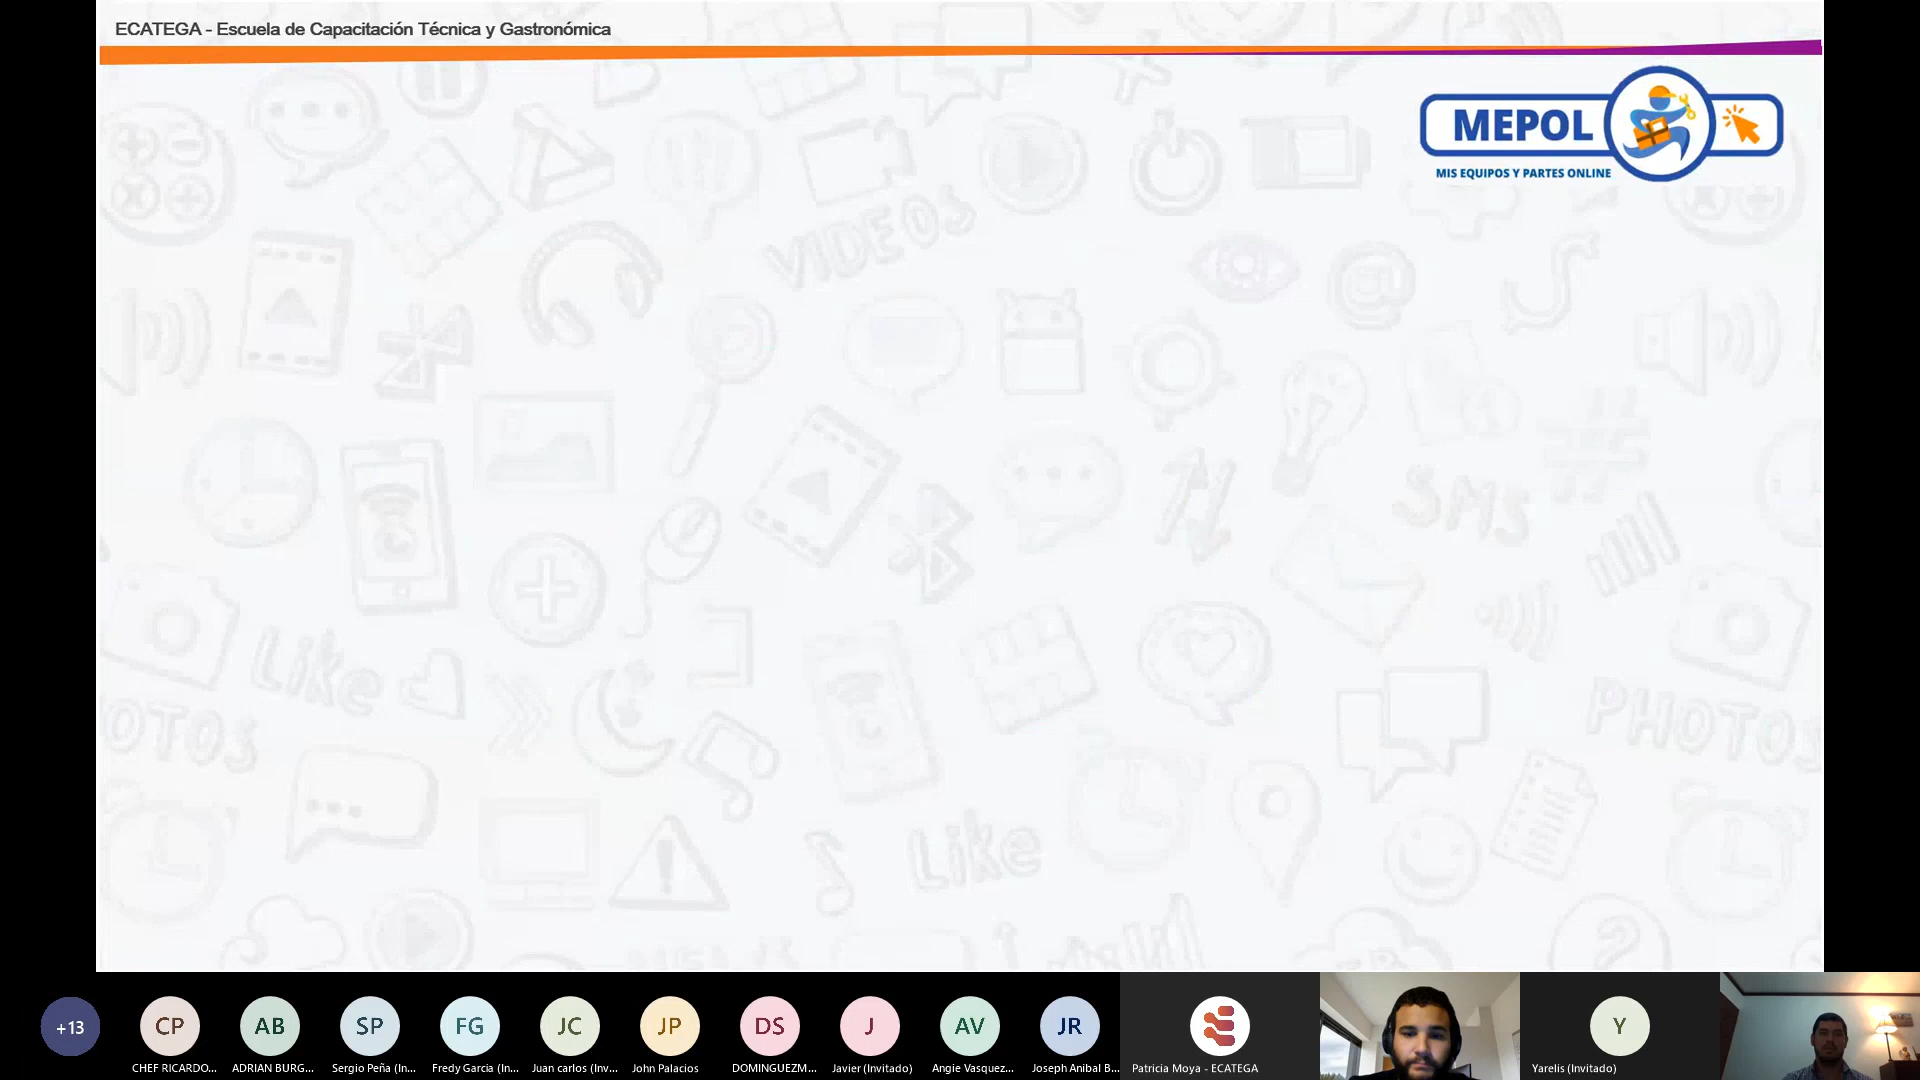 ECATEGA - Escuela de Capacitación Técnica y Gastronómica
MEPOL
MIS EQUIPOS Y PARTES ONLINE
VIDEOS
SMS
Like
PHOTOS
OTOS
Like
+13
CP
AB
SP
FG
JC
JP
DS
J
AV
JR
Y
CHEF RICARDO...
ADRIAN BURG...
Sergio Peña (In...
Fredy Garcia (In...
Juan carlos (Inv...
John Palacios
DOMINGUEZM...
Javier (Invitado)
Angie Vasquez...
Joseph Anibal B...
Patricia Moya - ECATEGA
Yarelis (Invitado)